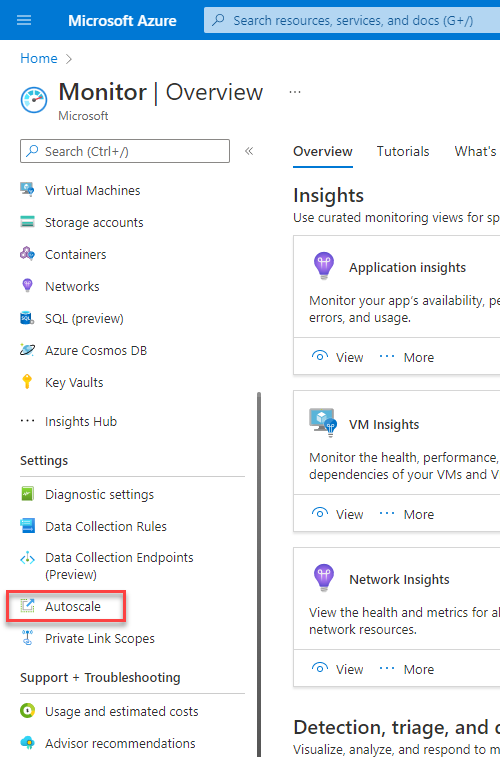 Microsoft Azure
Search resources, services, and docs (G+/)
Home
Monitor | Overview
Microsoft
Search (Ctrl+/)
Virtual Machines
Storage accounts
Containers
Networks
SQL (preview)
Azure Cosmos DB
Key Vaults
Insights Hub
Settings
Diagnostic settings
Data Collection Rules
Data Collection Endpoints
(Preview)
Autoscale
Private Link Scopes
Support + Troubleshooting
Usage and estimated costs
Advisor recommendations
Overview Tutorials What's
Insights
Use curated monitoring views for sp
Application insights
Monitor your app's availability, pe
errors, and usage.
View ··· More
VM Insights
Monitor the health, performance,
dependencies of your VMs and V
View ··· More
Network Insights
View the health and metrics for al
network resources.
View ··· More
Detection, triage, and
Visualize, analyze, and respond to m